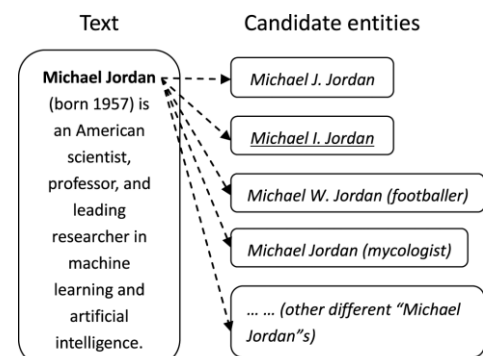 Text
Candidate entities
Michael Jordan
(born 1957) is
an American
scientist,
professor, and
leading
researcher in
machine
learning and
artificial
intelligence.
Michael J. Jordan
Michael I. Jordan
Michael W. Jordan (footballer)
Michael Jordan (mycologist)
... ... (other different “Michael
Jordan”s)